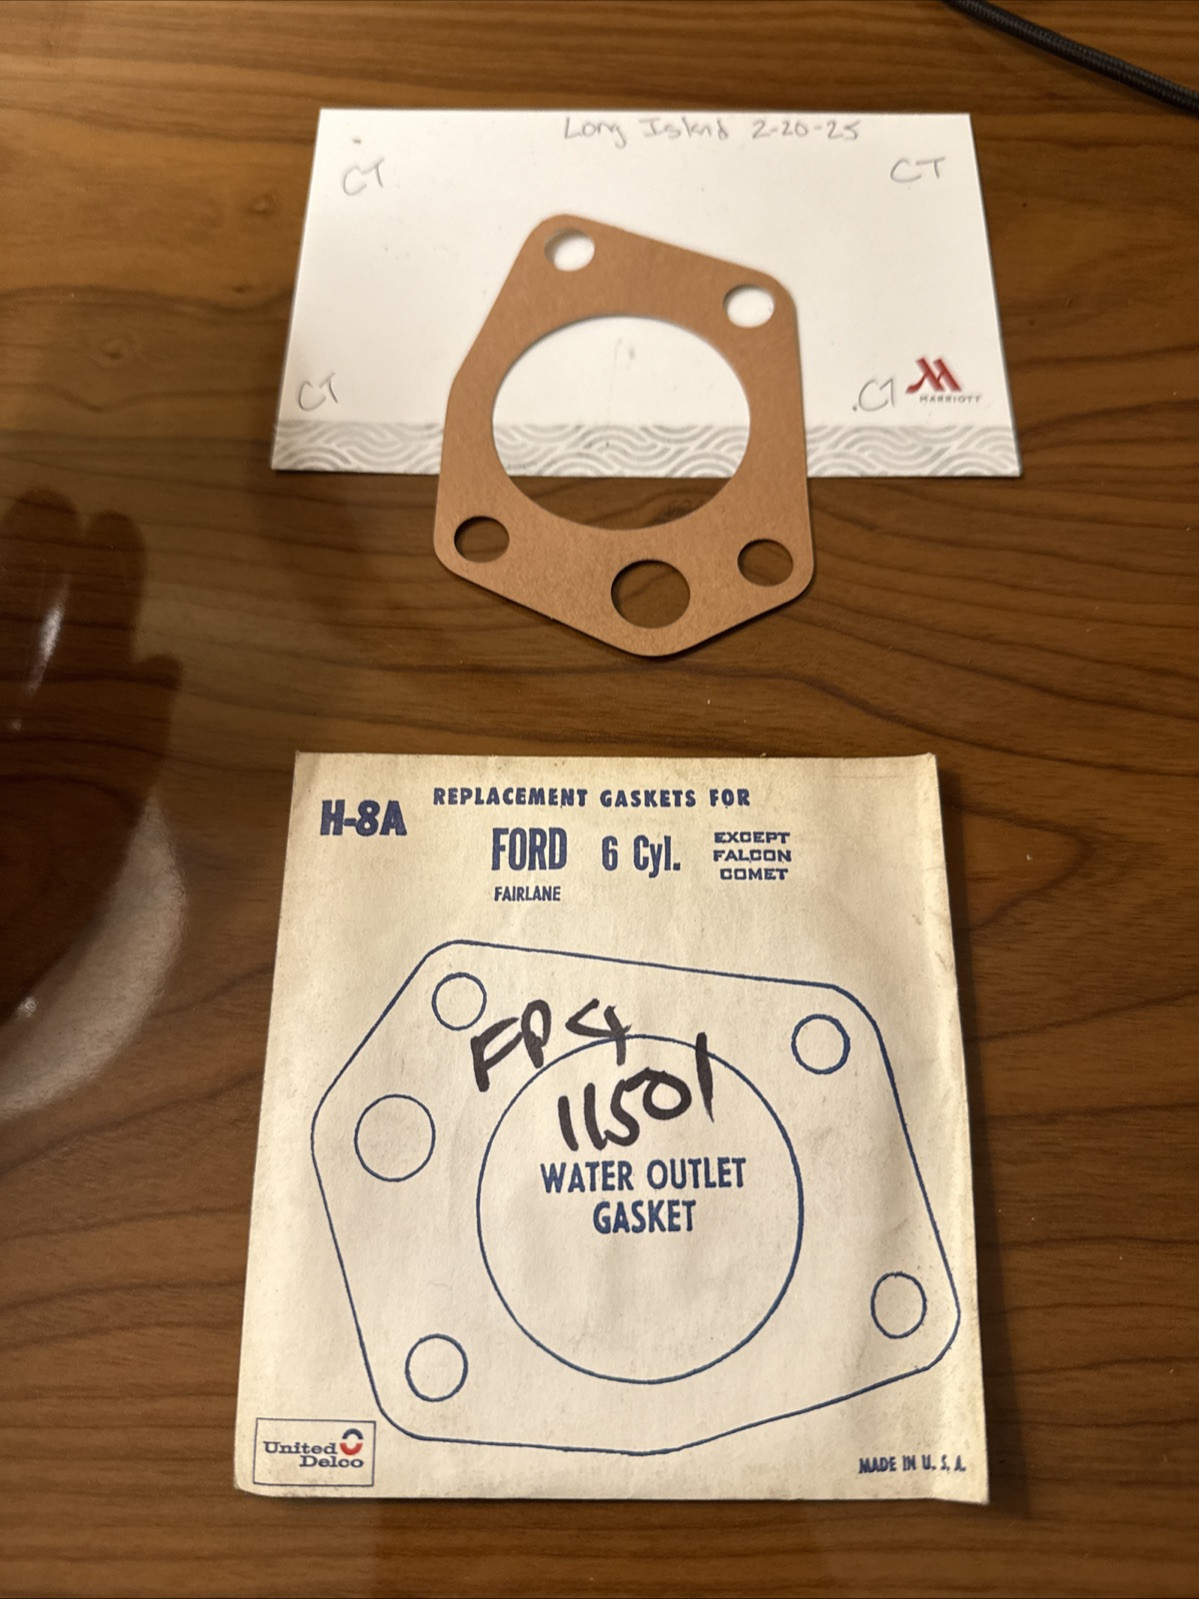 Long Island 2-20-25
CT
CT
CT
CT
MARRIOTT
H-8A
REPLACEMENT GASKETS FOR
FORD 6 Cyl.
EXCEPT
FALCON
COMET
FAIRLANE
FP4
11501
WATER OUTLET
GASKET
United
Delco
MADE IN U. S. A.